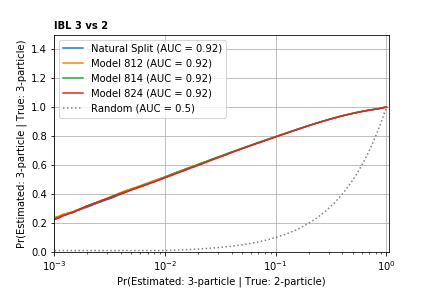 IBL 3 vs 2
Pr(Estimated: 3-particle | True: 3-particle)
1.4
1.2
1.0
0.8
0.6
0.4
0.2
0.0
Natural Split (AUC = 0.92)
Model 812 (AUC = 0.92)
Model 814 (AUC = 0.92)
Model 824 (AUC = 0.92)
Random (AUC = 0.5)
10⁻³ 10⁻² 10⁻¹ 10⁰
Pr(Estimated: 3-particle | True: 2-particle)